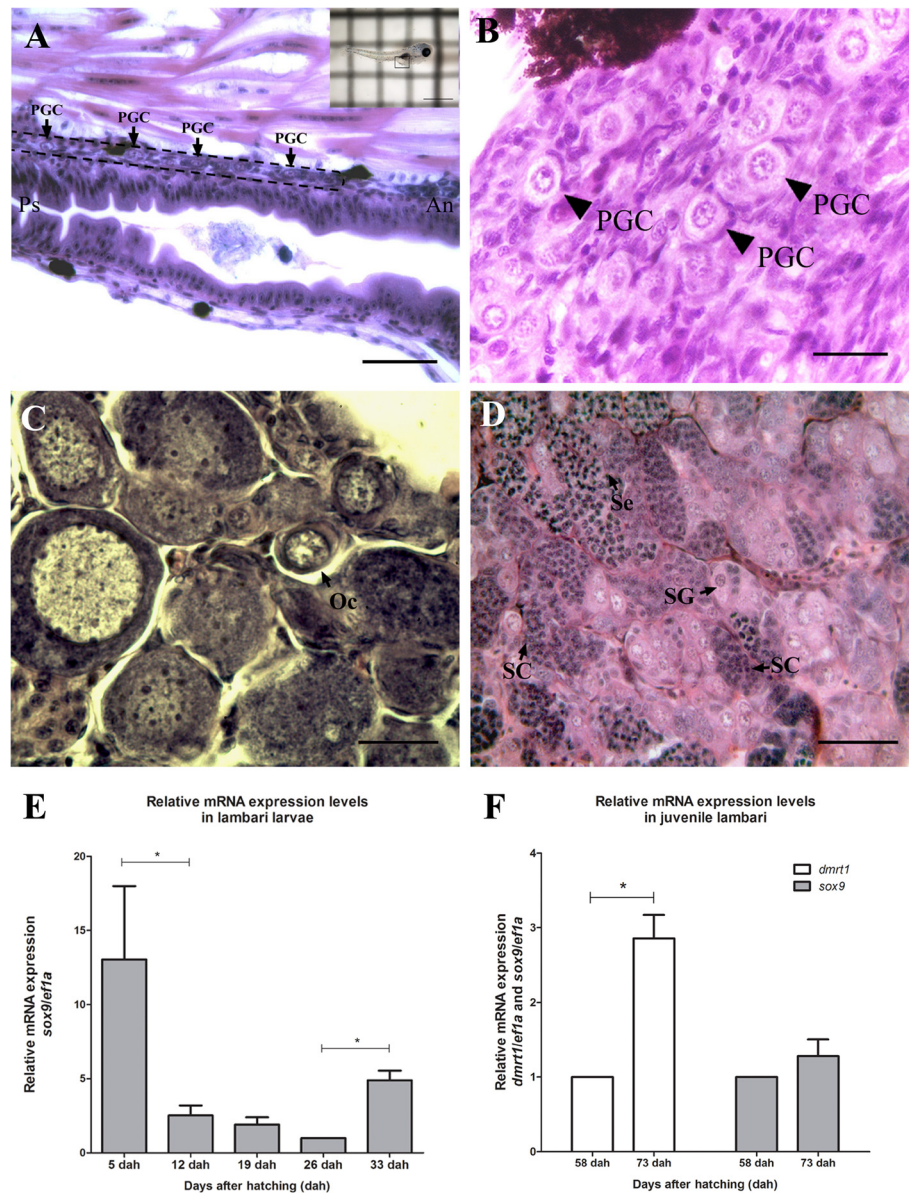 A
PGC
PGC
PGC
PGC
Ps
An
B
PGC
PGC
PGC
C
Oc
D
Se
SG
SC
SC
E
Relative mRNA expression levels
in lambari larvae
Relative mRNA expression
sox9/ef1a
20
15
10
5
0
*
*
5 dah 12 dah 19 dah 26 dah 33 dah
Days after hatching (dah)
F
Relative mRNA expression levels
in juvenile lambari
Relative mRNA expression
dmrt1/ef1a and sox9/ef1a
4
3
2
1
0
*
dmrt1
sox9
58 dah 73 dah 58 dah 73 dah
Days after hatching (dah)